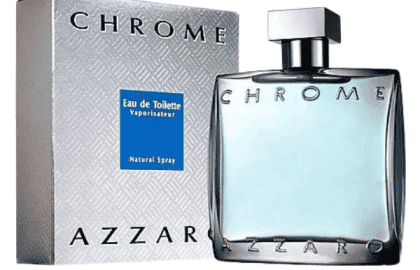 CHROME
Eau de Toilette
Vaporisateur
Natural Spray
AZZARO
CHROME
AZZARO